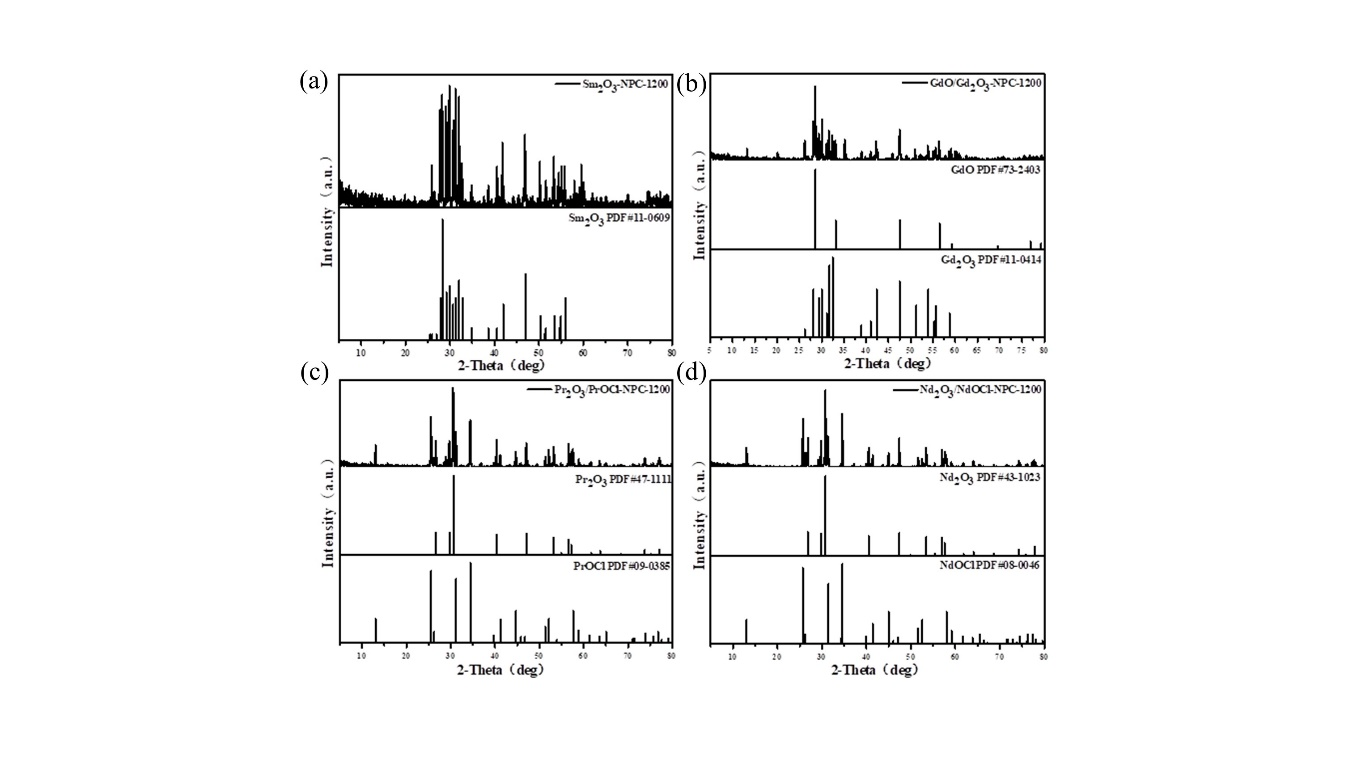 (a)
Sm2O3-NPC-1200
Sm2O3 PDF#11-0609
Intensity（a.u.）
10 20 30 40 50 60 70 80
2-Theta（deg）
(b)
GdO/Gd2O3-NPC-1200
GdO PDF#73-2403
Gd2O3 PDF#11-0414
Intensity（a.u.）
5 10 15 20 25 30 35 40 45 50 55 60 65 70 75 80
2-Theta（deg）
(c)
Pr2O3/PrOCl-NPC-1200
Pr2O3 PDF#47-1111
PrOCl PDF#09-0385
Intensity（a.u.）
10 20 30 40 50 60 70 80
2-Theta（deg）
(d)
Nd2O3/NdOCl-NPC-1200
Nd2O3 PDF#43-1023
NdOCl PDF#08-0046
Intensity（a.u.）
10 20 30 40 50 60 70 80
2-Theta（deg）